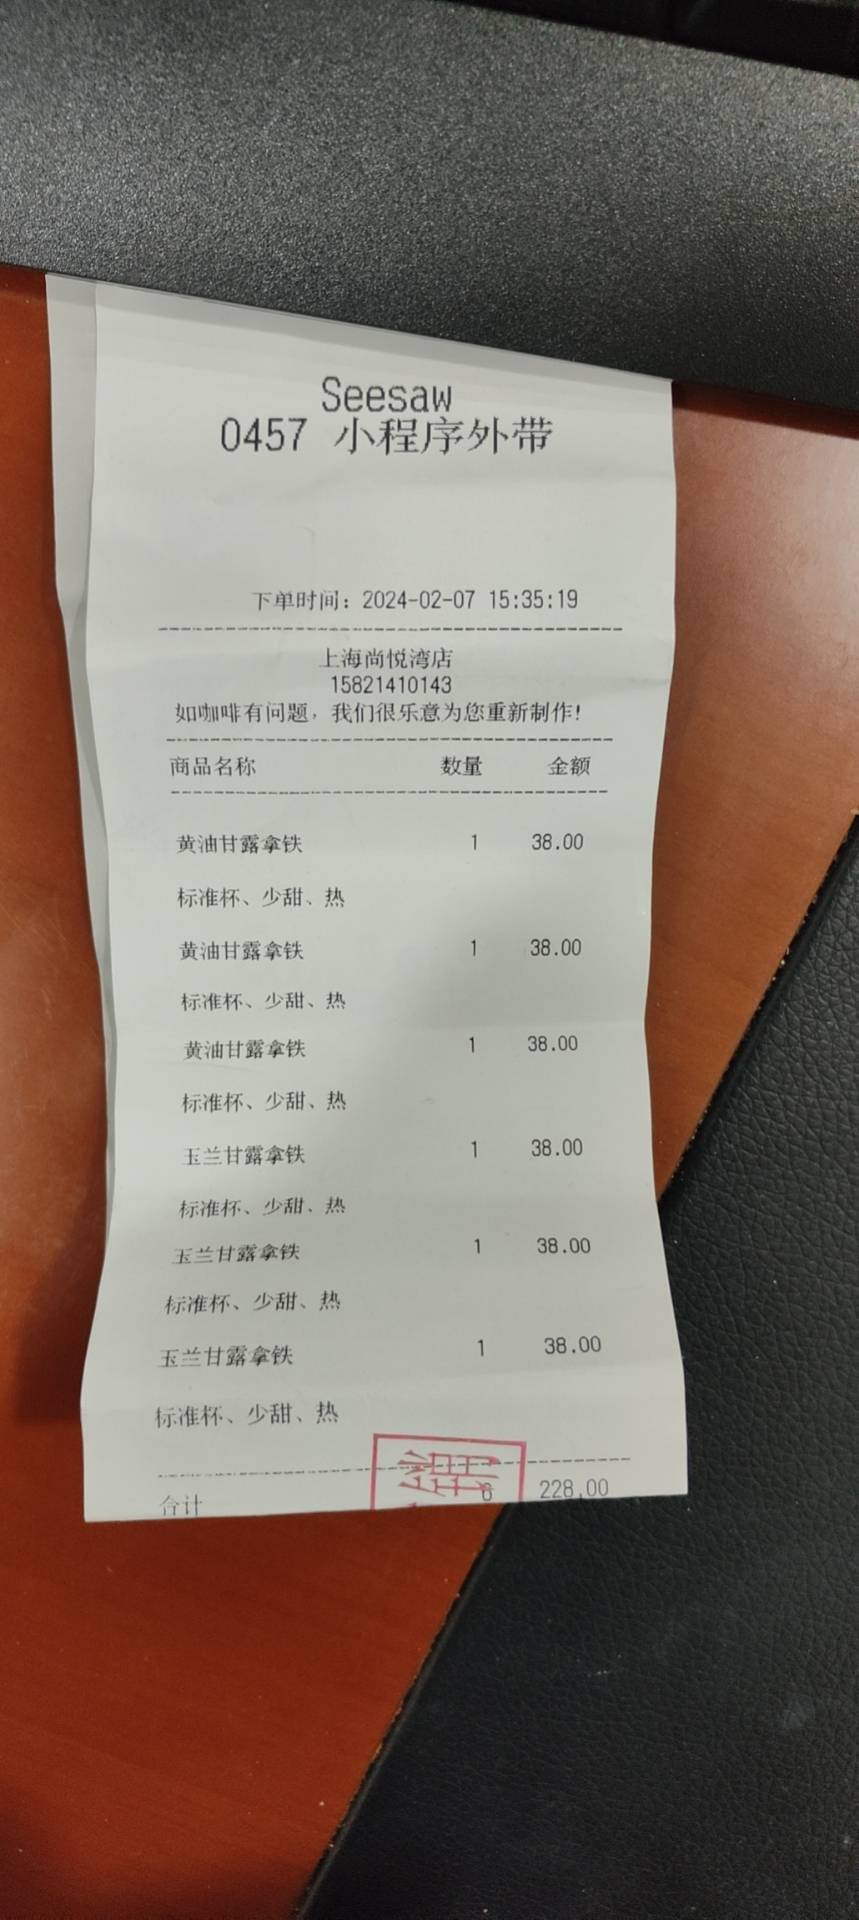 Seesaw
0457 小程序外带
下单时间：2024-02-07 15:35:19
上海尚悦湾店
15821410143
如咖啡有问题，我们很乐意为您重新制作！
商品名称 数量 金额
黄油甘露拿铁 1 38.00
标准杯、少甜、热
黄油甘露拿铁 1 38.00
标准杯、少甜、热
黄油甘露拿铁 1 38.00
标准杯、少甜、热
玉兰甘露拿铁 1 38.00
标准杯、少甜、热
玉兰甘露拿铁 1 38.00
标准杯、少甜、热
玉兰甘露拿铁 1 38.00
标准杯、少甜、热
合计 6 228.00